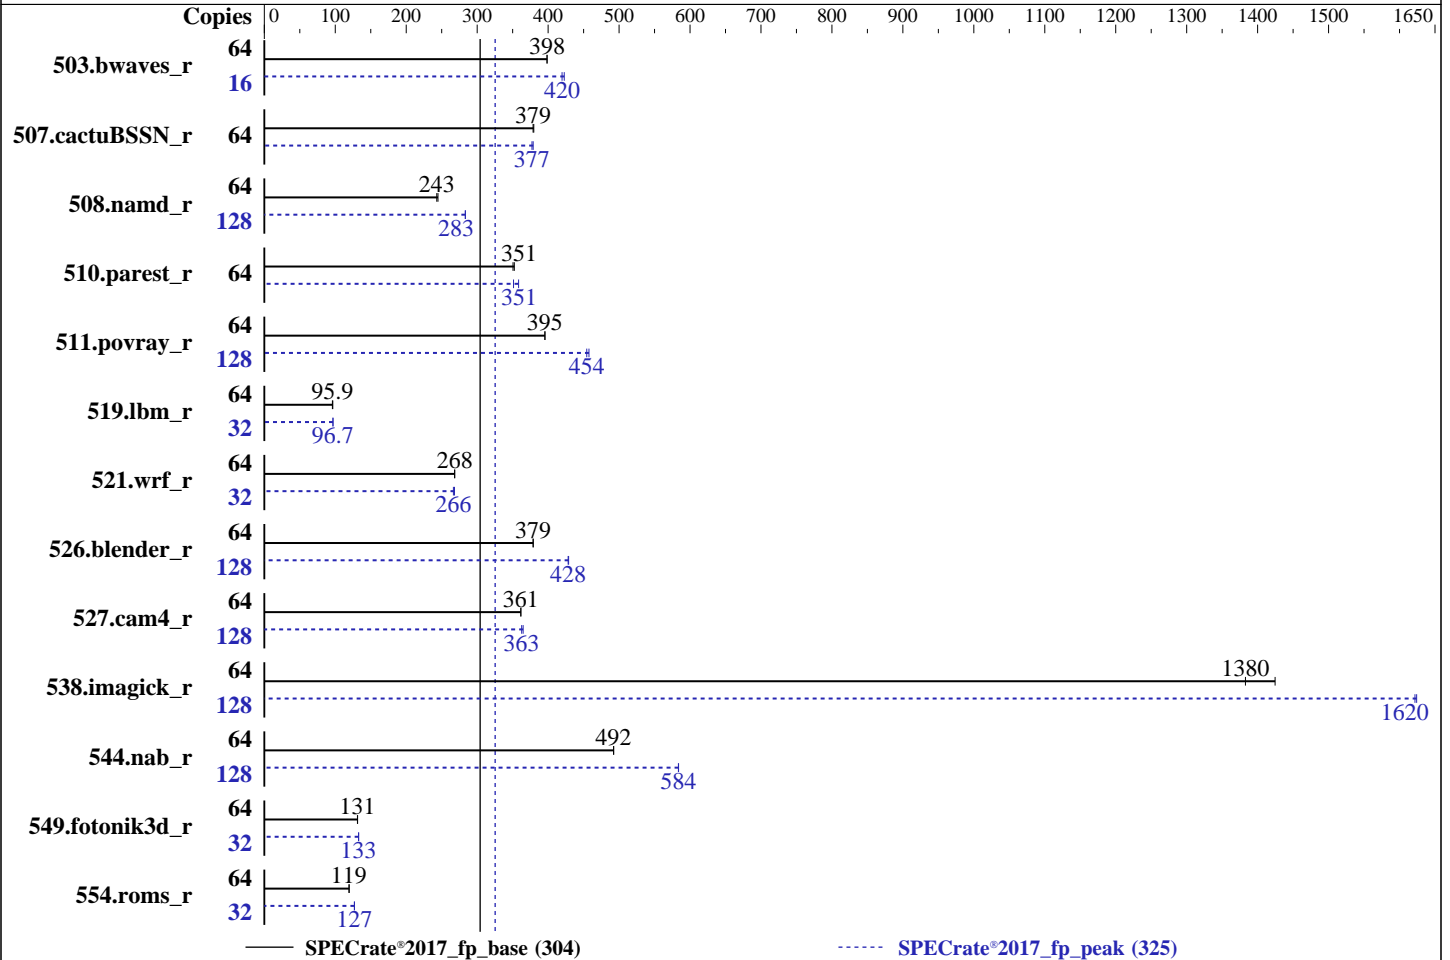 Copies 0 100 200 300 400 500 600 700 800 900 1000 1100 1200 1300 1400 1500 1650
503.bwaves_r 64 398
16 420
507.cactuBSSN_r 64 379
377
508.namd_r 64 243
128 283
510.parest_r 64 351
351
511.povray_r 64 395
128 454
519.lbm_r 64 95.9
32 96.7
521.wrf_r 64 268
32 266
526.blender_r 64 379
128 428
527.cam4_r 64 361
128 363
538.imagick_r 64 1380
128 1620
544.nab_r 64 492
128 584
549.fotonik3d_r 64 131
32 133
554.roms_r 64 119
32 127
SPECrate®2017_fp_base (304) SPECrate®2017_fp_peak (325)